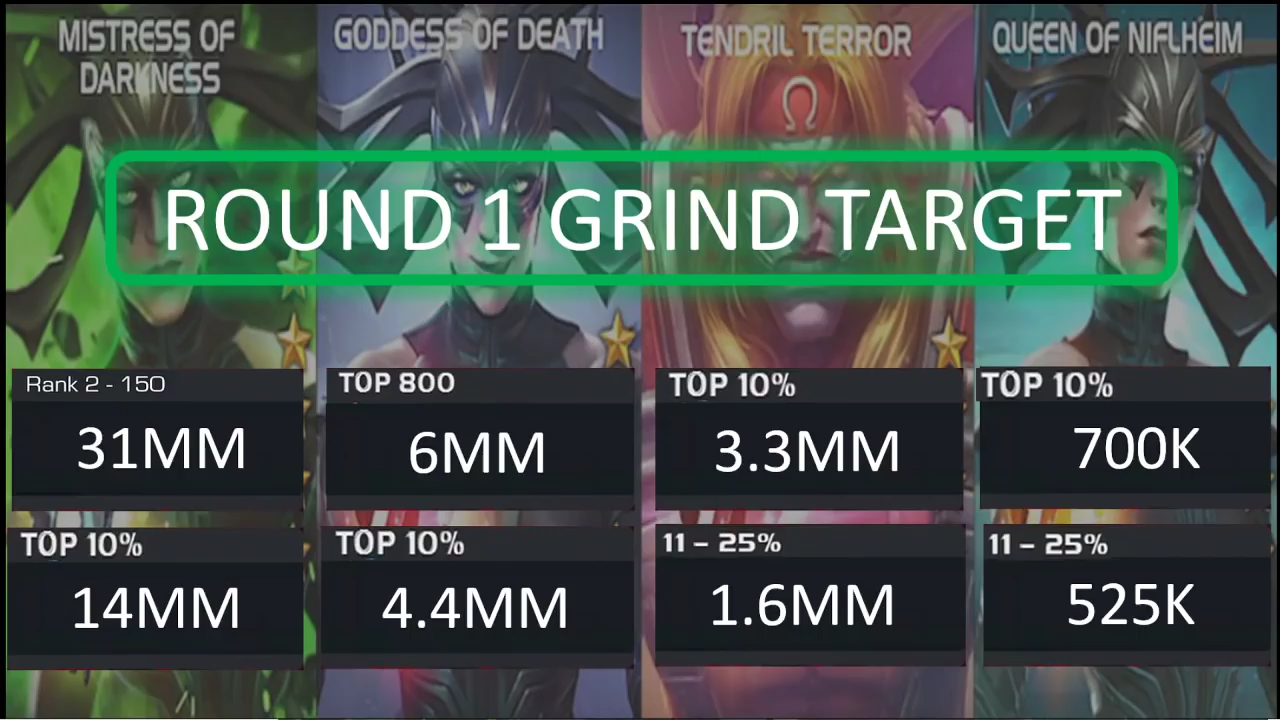 MISTRESS OF
DARKNESS
GODDESS OF DEATH
TENDRIL TERROR
QUEEN OF NIFLHEIM
Ω
ROUND 1 GRIND TARGET
Rank 2 - 150
31MM
TOP 800
6MM
TOP 10%
3.3MM
TOP 10%
700K
TOP 10%
14MM
TOP 10%
4.4MM
11 – 25%
1.6MM
11 – 25%
525K